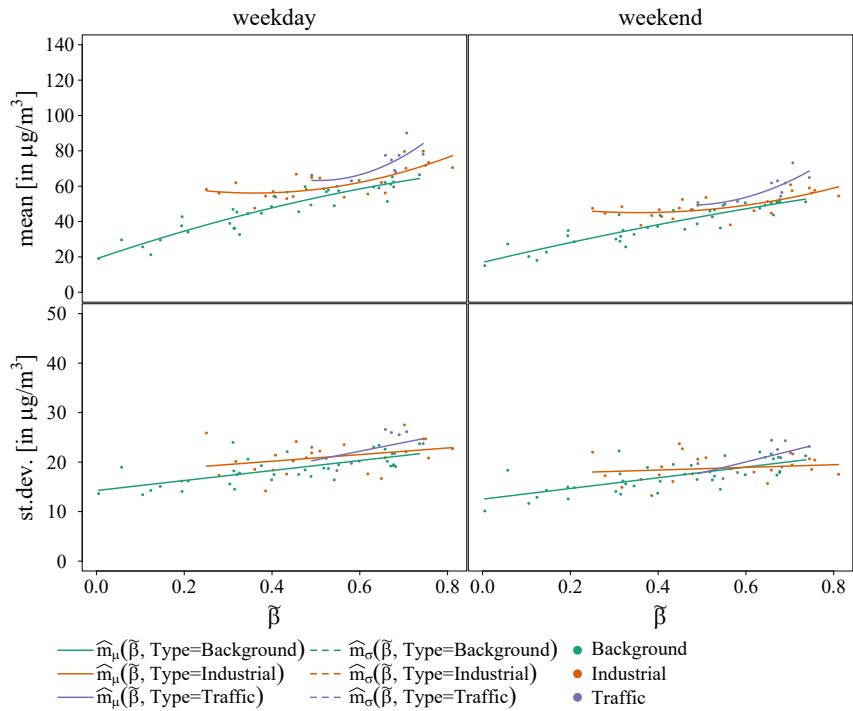 weekday weekend
mean [in μg/m³]
140
120
100
80
60
40
20
0
st.dev. [in μg/m³]
50
40
30
20
10
0
0.0 0.2 0.4 0.6 0.8 0.0 0.2 0.4 0.6 0.8
β̃ β̃
m̂μ(β̃, Type=Background) m̂σ(β̃, Type=Background) Background
m̂μ(β̃, Type=Industrial) m̂σ(β̃, Type=Industrial) Industrial
m̂μ(β̃, Type=Traffic) m̂σ(β̃, Type=Traffic) Traffic